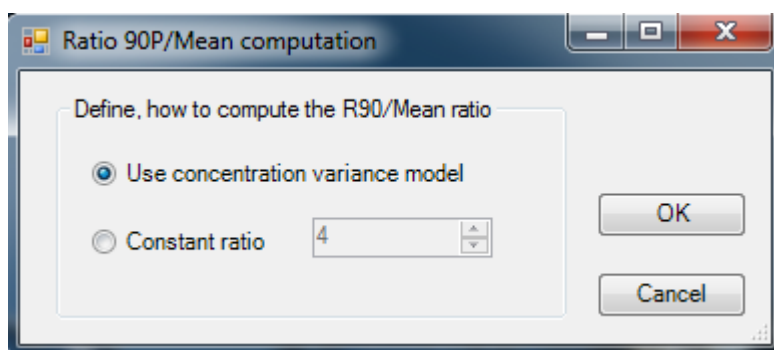 Ratio 90P/Mean computation
Define, how to compute the R90/Mean ratio
Use concentration variance model
Constant ratio 4
OK
Cancel